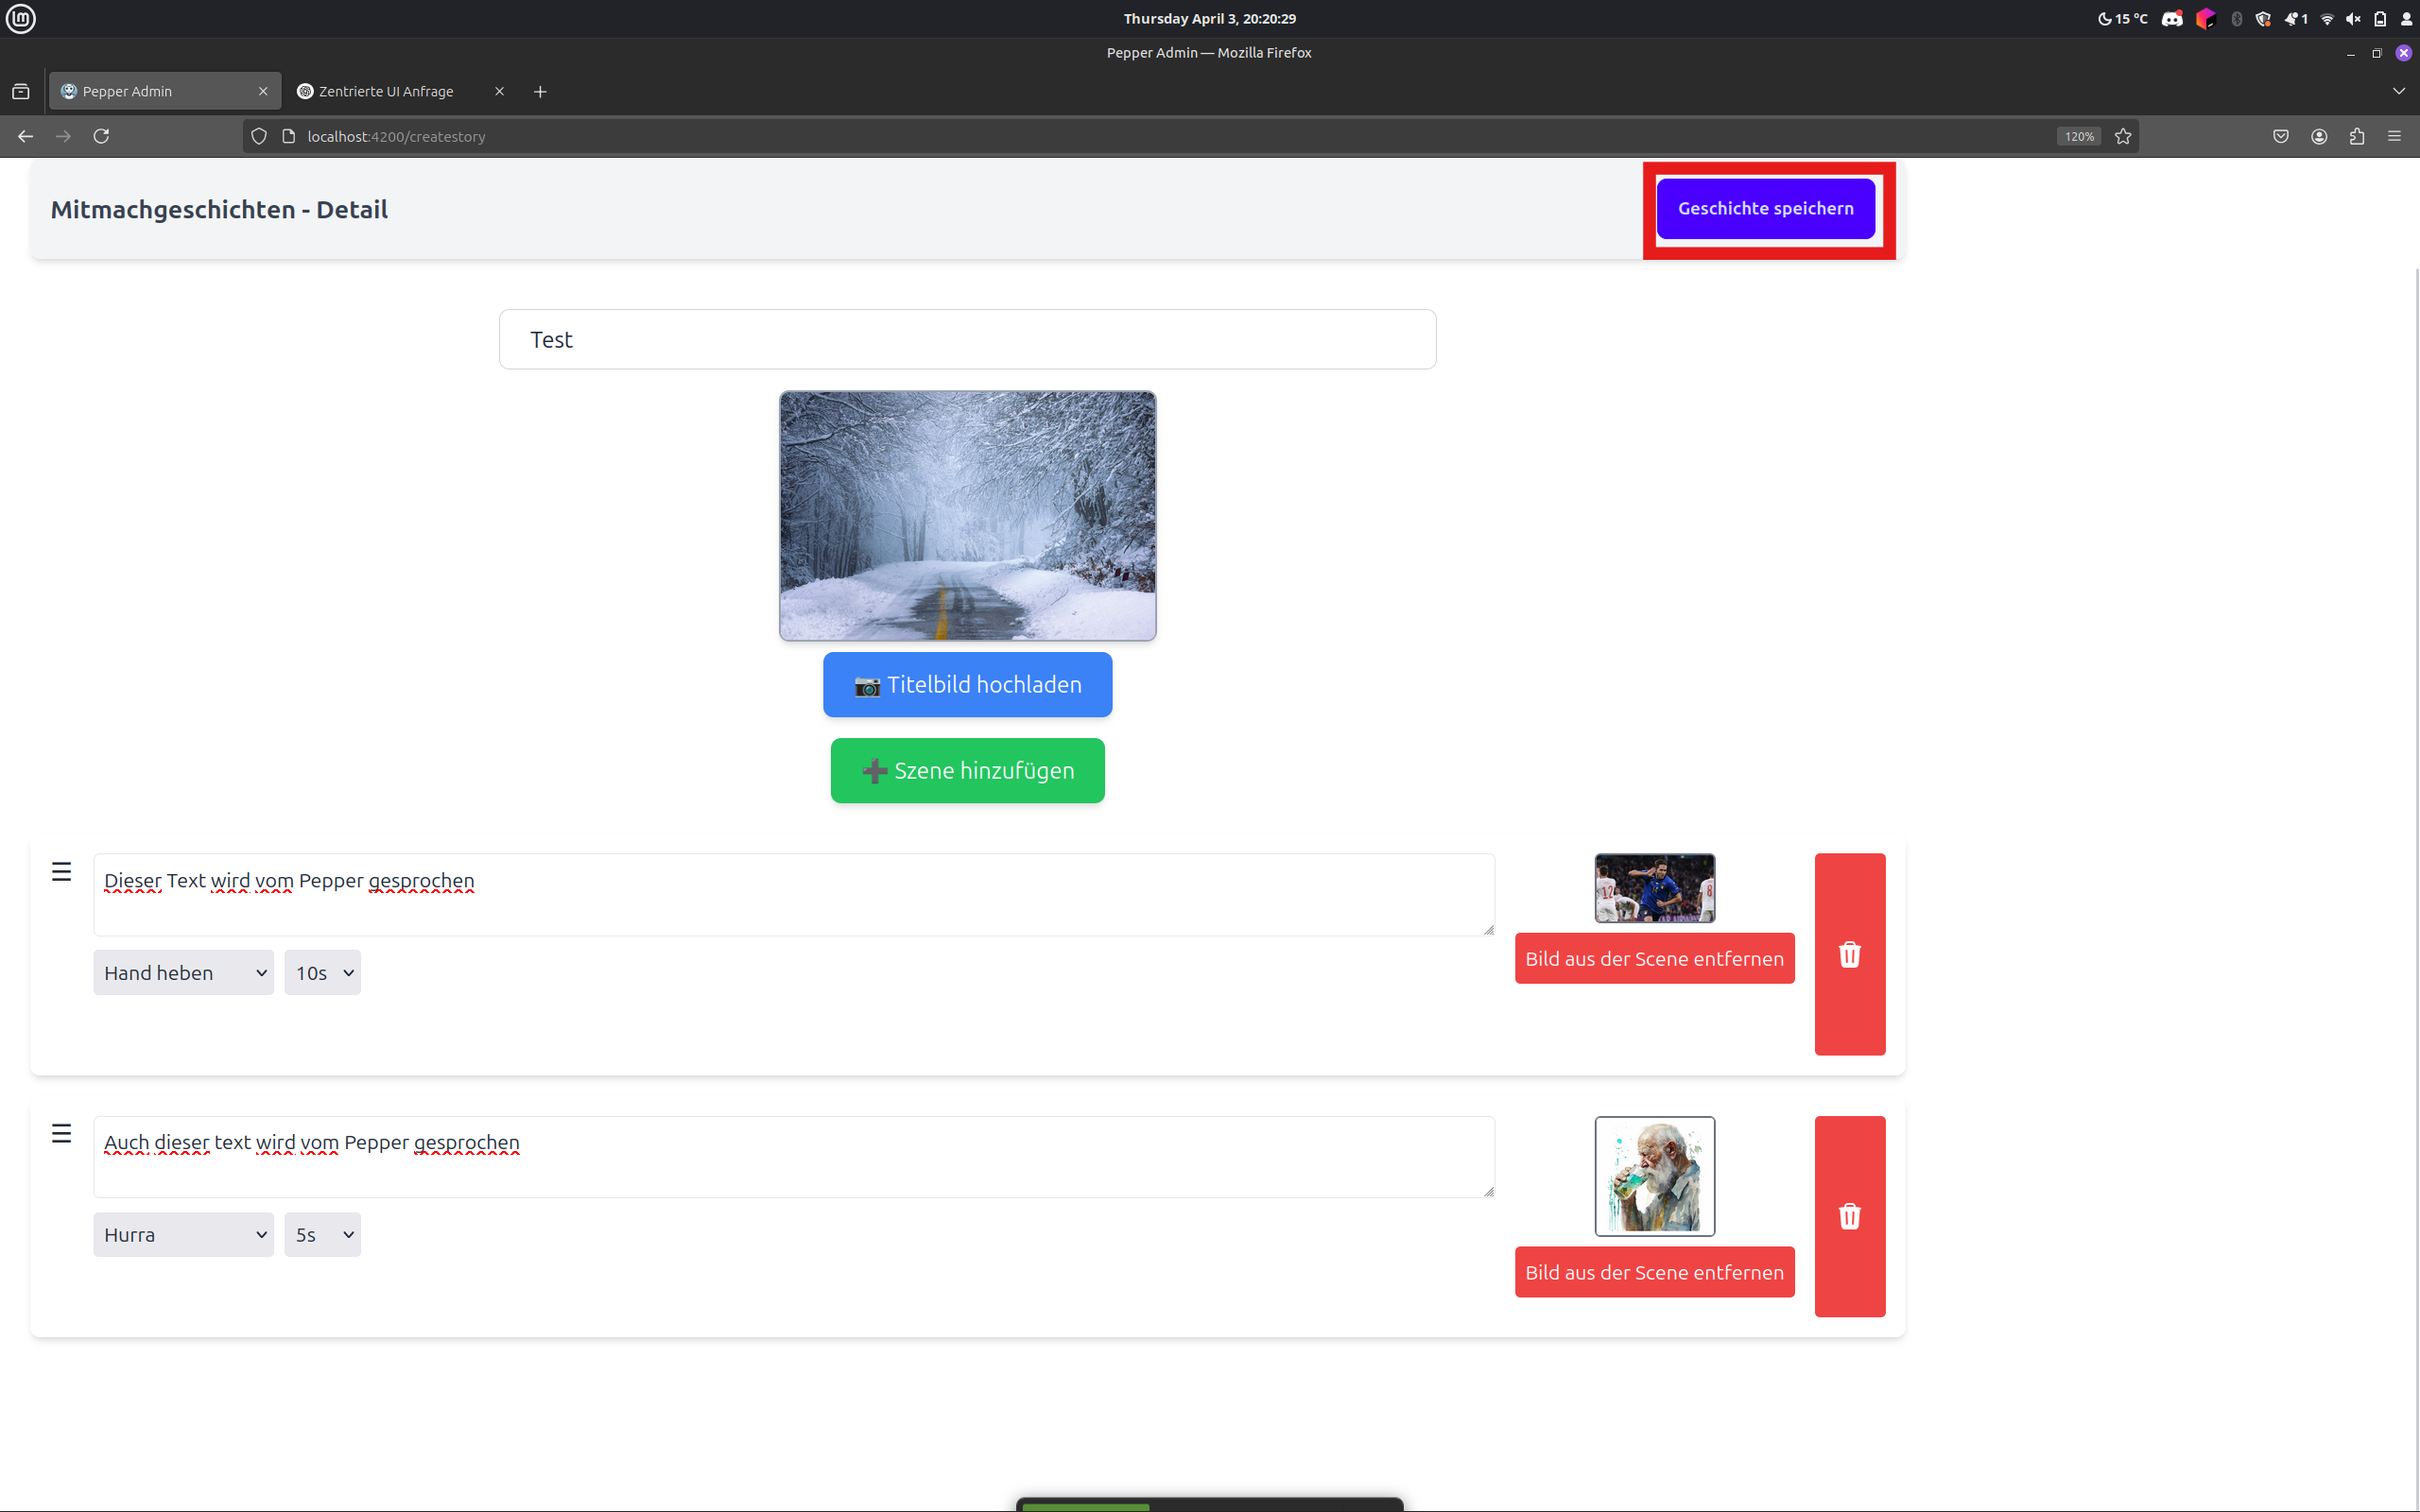 Thursday April 3, 20:20:29
15 °C
1
Pepper Admin — Mozilla Firefox
Pepper Admin
Zentrierte UI Anfrage
localhost:4200/createstory
120%
Mitmachgeschichten - Detail
Geschichte speichern
Test
Titelbild hochladen
Szene hinzufügen
Dieser Text wird vom Pepper gesprochen
12
8
Hand heben
10s
Bild aus der Scene entfernen
Auch dieser text wird vom Pepper gesprochen
Hurra
5s
Bild aus der Scene entfernen